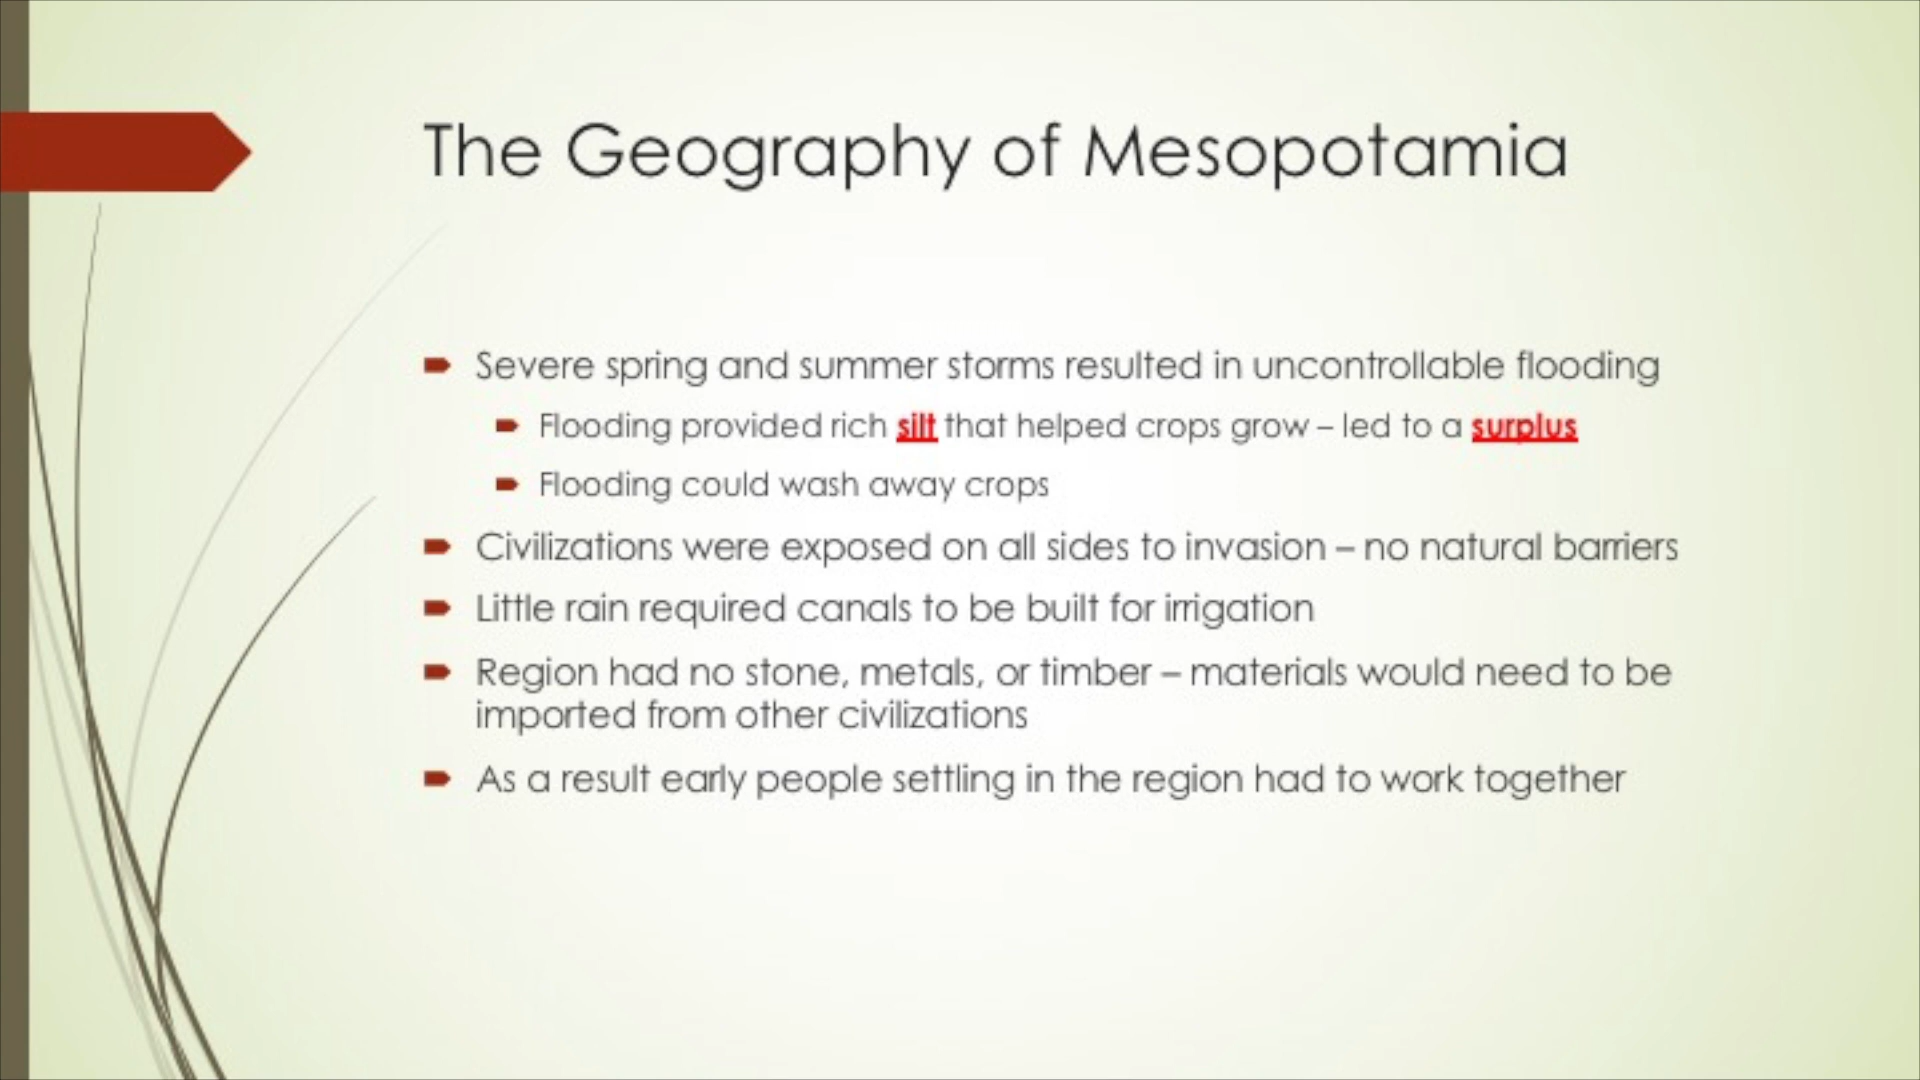 The Geography of Mesopotamia
Severe spring and summer storms resulted in uncontrollable flooding
Flooding provided rich silt that helped crops grow – led to a surplus
Flooding could wash away crops
Civilizations were exposed on all sides to invasion – no natural barriers
Little rain required canals to be built for irrigation
Region had no stone, metals, or timber – materials would need to be
imported from other civilizations
As a result early people settling in the region had to work together